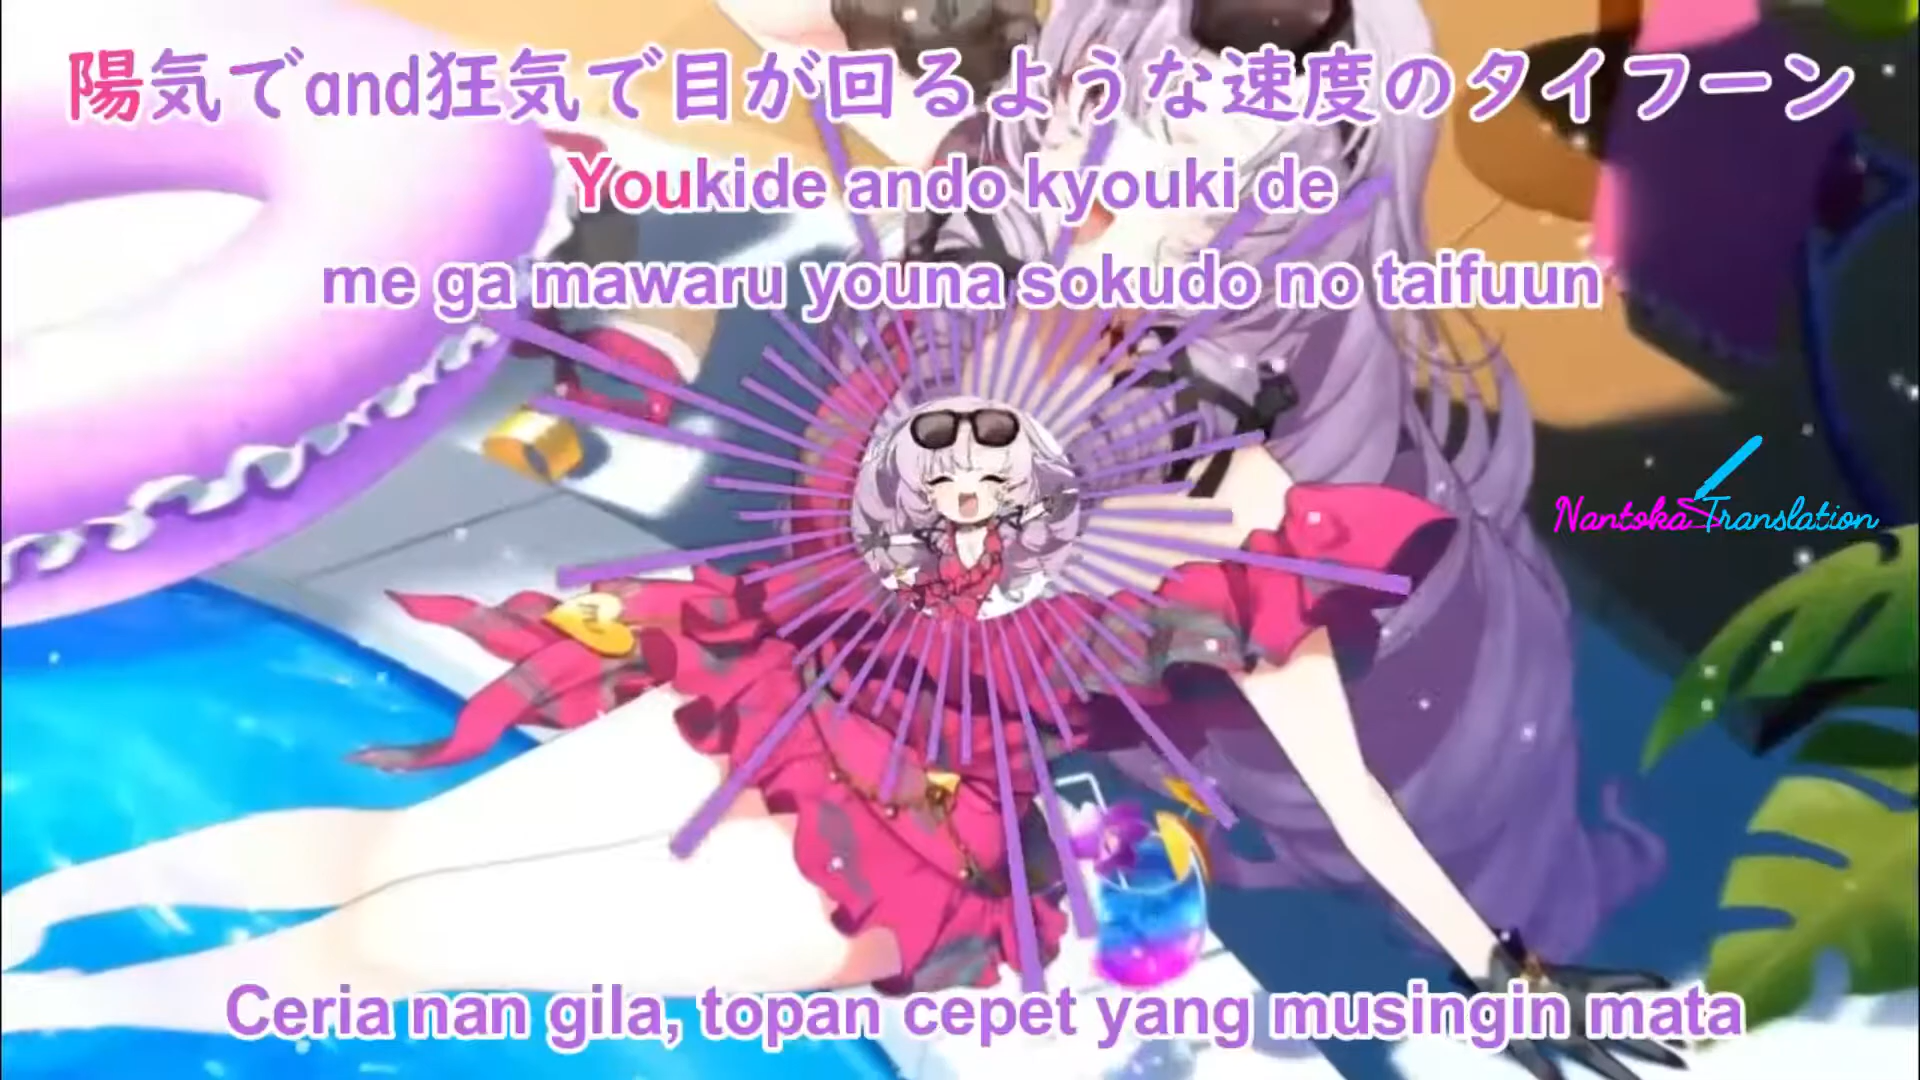 陽気でand狂気で目が回るような速度のタイフーン
Youkide ando kyouki de
me ga mawaru youna sokudo no taifuun
Nantoka Translation
Ceria nan gila, topan cepet yang musingin mata